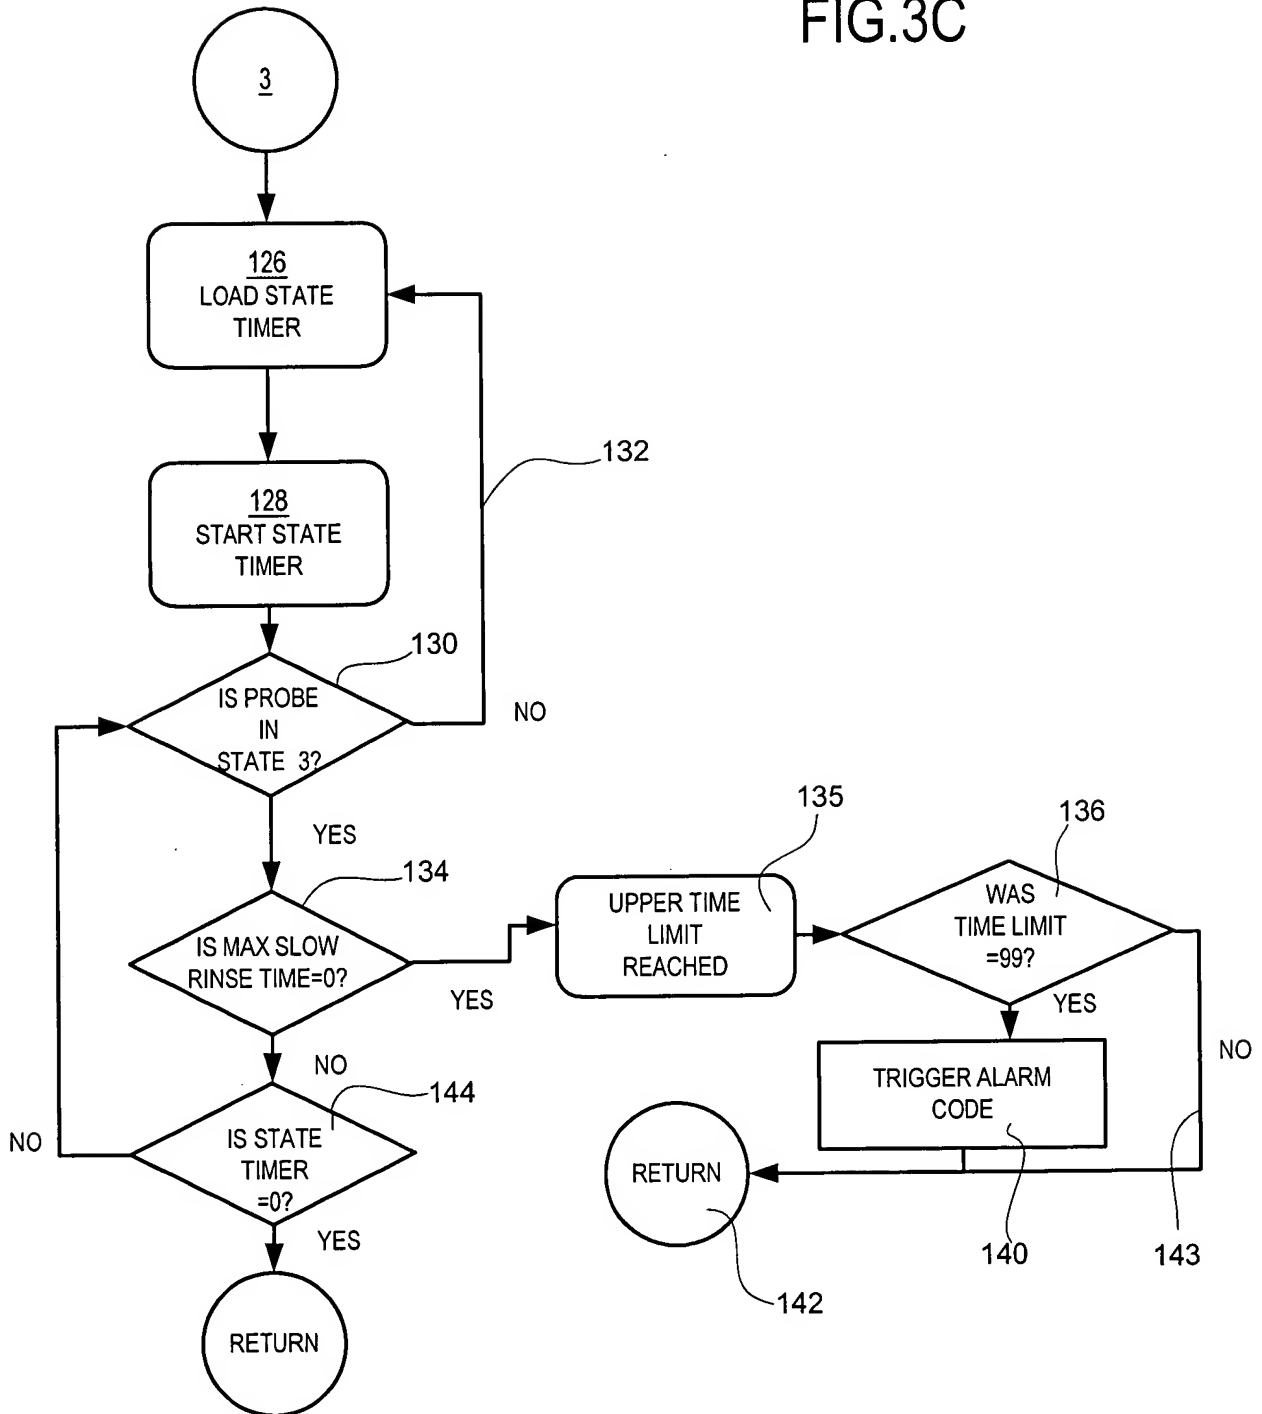 FIG.3C
3
126
LOAD STATE
TIMER
132
128
START STATE
TIMER
130
IS PROBE
IN
STATE 3?
NO
YES
134
IS MAX SLOW
RINSE TIME=0?
YES
135
UPPER TIME
LIMIT
REACHED
136
WAS
TIME LIMIT
=99?
YES
NO
TRIGGER ALARM
CODE
140
143
RETURN
142
NO
144
IS STATE
TIMER
=0?
NO
YES
RETURN